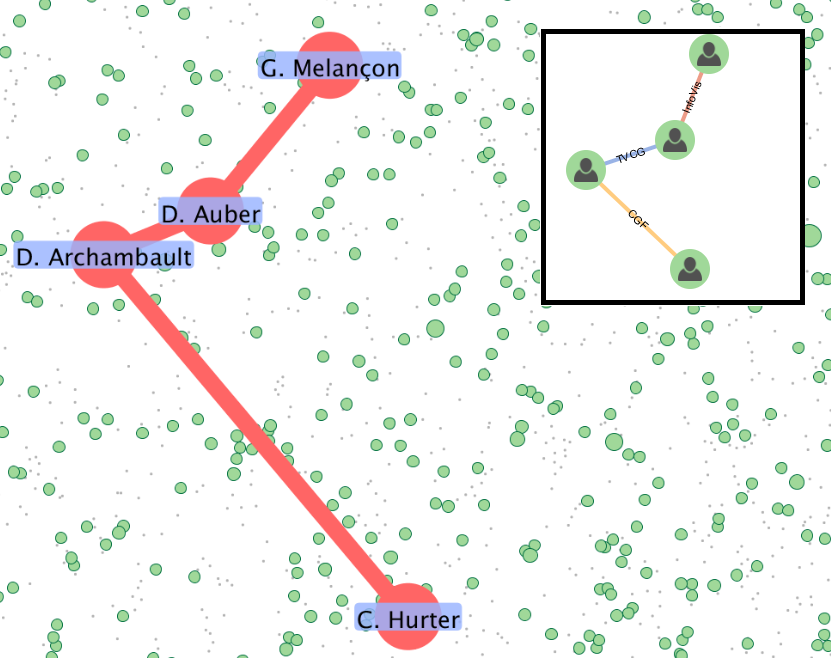 G. Melançon
D. Auber
D. Archambault
C. Hurter
InfoVis
TVCG
CGF